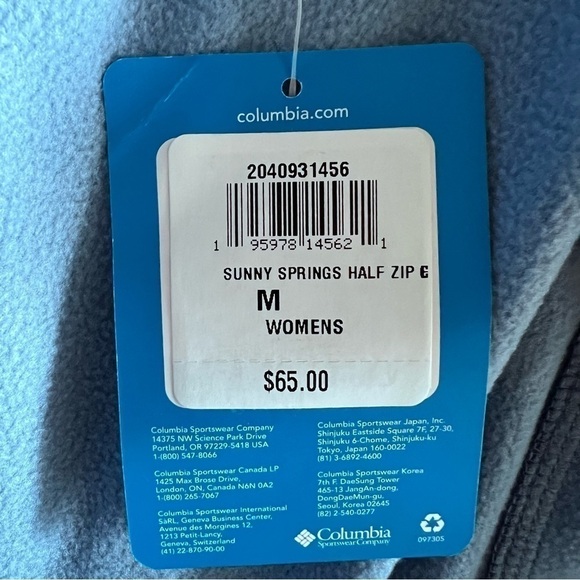 columbia.com
2040931456
1 95978 14562 1
SUNNY SPRINGS HALF ZIP
M
WOMENS
$65.00
Columbia Sportswear Company
14375 NW Science Park Drive
Portland, OR 97229-5418 USA
1-(800) 547-8066
Columbia Sportswear Canada LP
1425 Max Brose Drive,
London, ON, Canada N6N 0A2
1-(800) 265-7067
Columbia Sportswear International
SàRL, Geneva Business Center,
Avenue des Morgines 12,
1213 Petit-Lancy,
Geneva, Switzerland
(41) 22-870-90-00
Columbia Sportswear Japan, Inc.
Shinjuku Eastside Square 7F, 27-30,
Shinjuku 6-Chome, Shinjuku-ku
Tokyo, Japan 160-0022
(81) 3-6892-4600
Columbia Sportswear Korea
7th F. DaeSung Tower
465-13 JangAn-dong,
DongDaeMun-gu,
Seoul, Korea 02645
(82) 2-540-0277
Columbia
Sportswear Company
097305